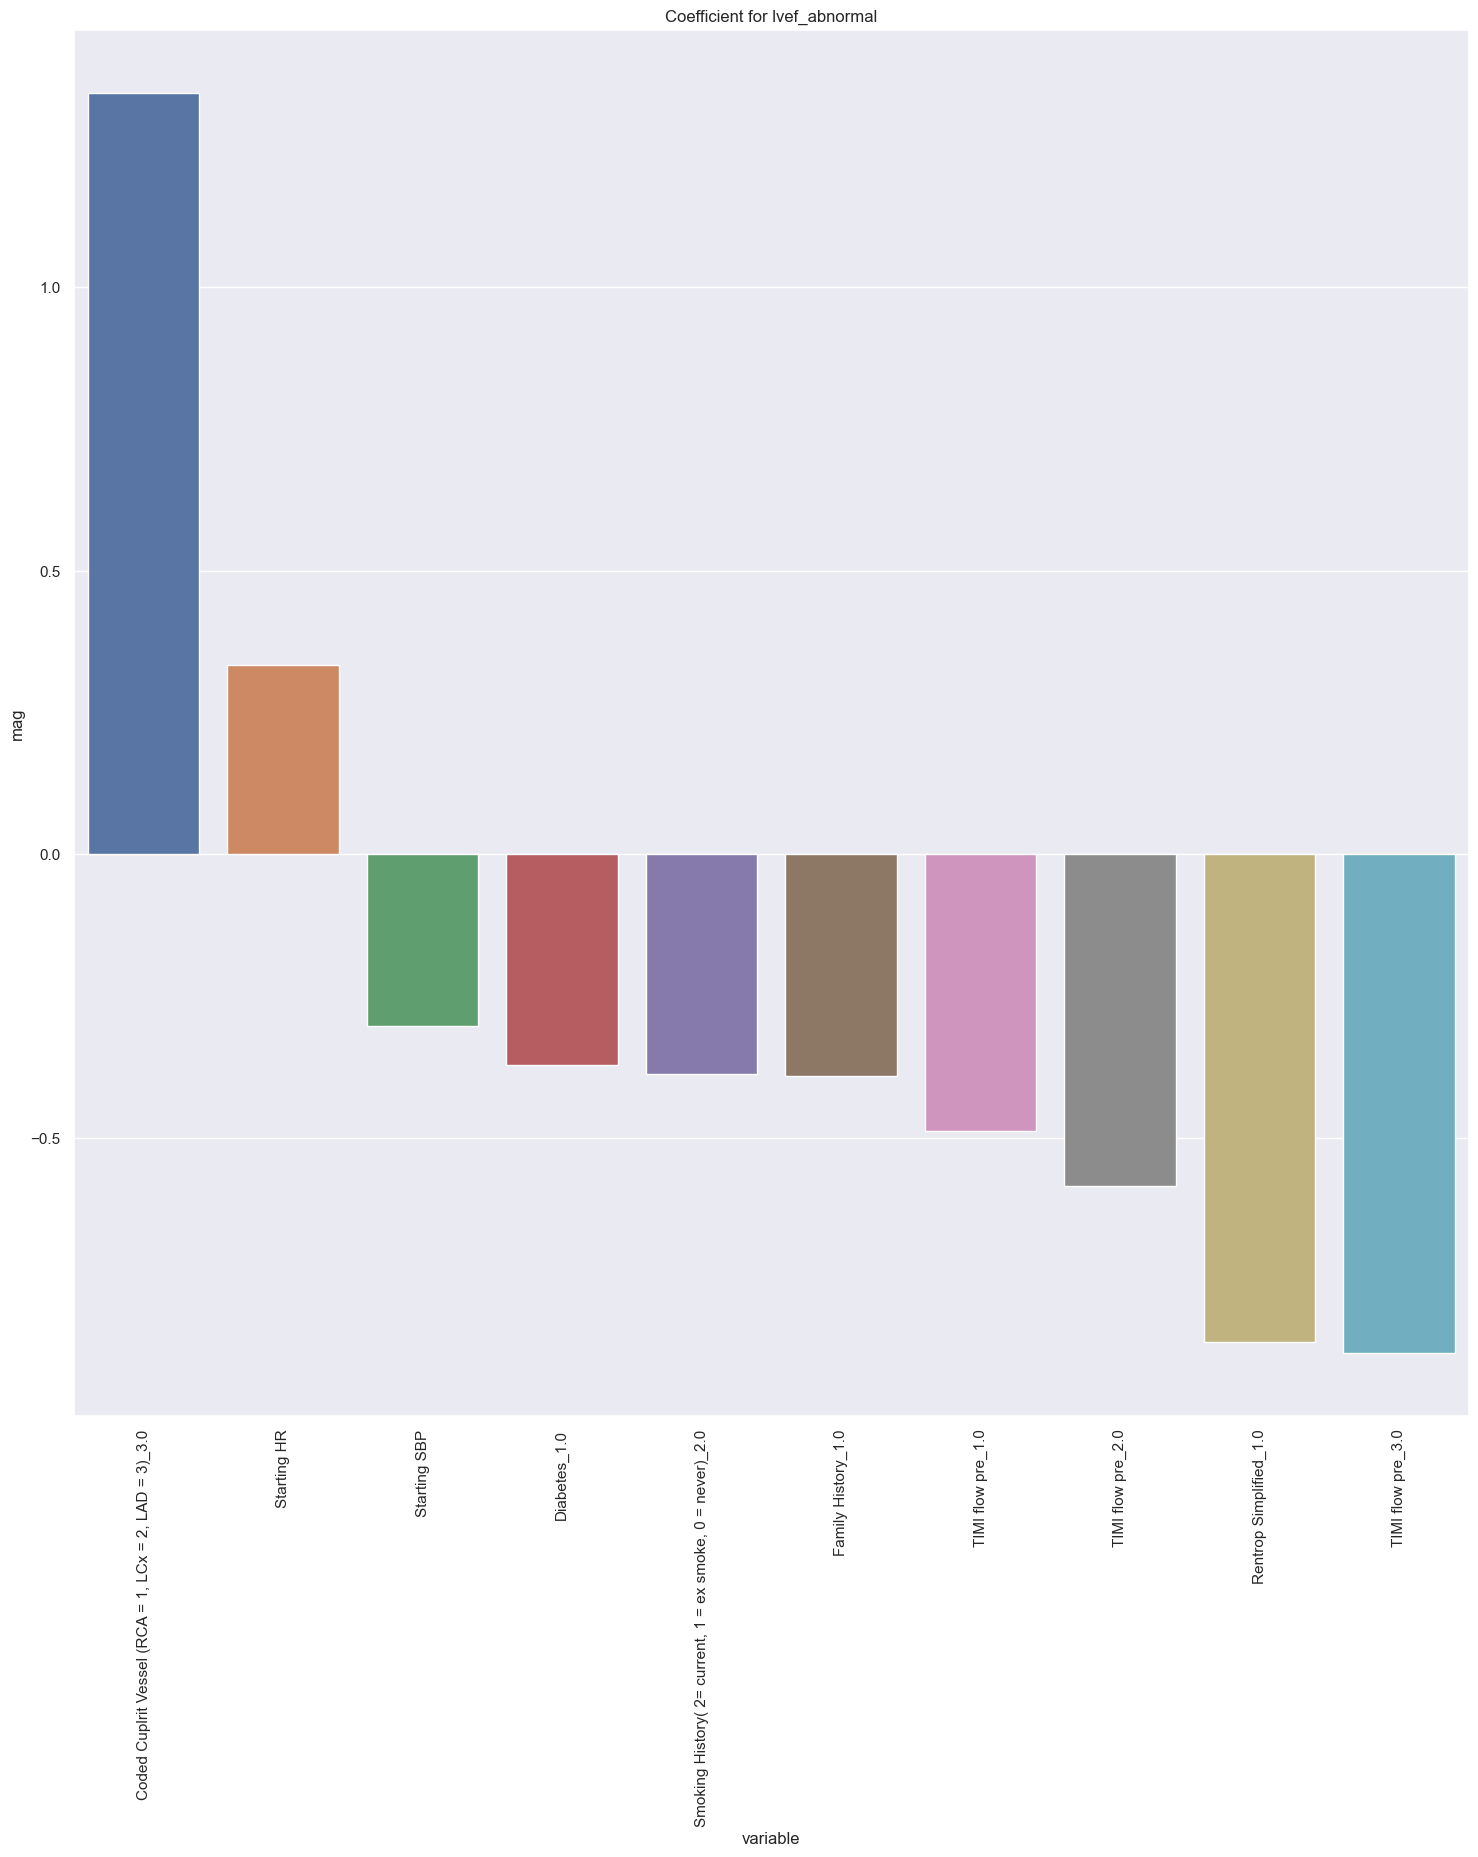 Coefficient for lvef_abnormal
mag
1.0
0.5
0.0
−0.5
Coded Cuplrit Vessel (RCA = 1, LCx = 2, LAD = 3)_3.0
Starting HR
Starting SBP
Diabetes_1.0
Smoking History( 2= current, 1 = ex smoke, 0 = never)_2.0
Family History_1.0
TIMI flow pre_1.0
TIMI flow pre_2.0
Rentrop Simplified_1.0
TIMI flow pre_3.0
variable